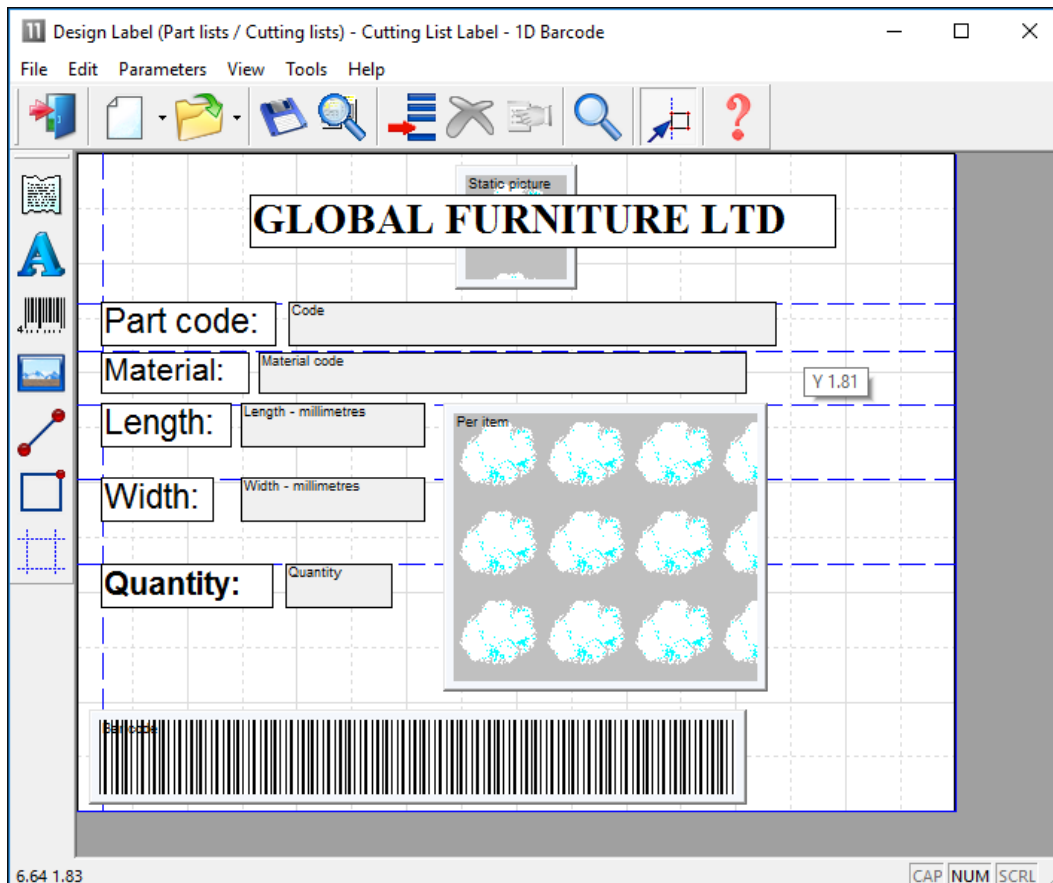 Design Label (Part lists / Cutting lists) - Cutting List Label - 1D Barcode
File Edit Parameters View Tools Help
Static picture
GLOBAL FURNITURE LTD
Part code: Code
Material: Material code
Y 1.81
Length: Length - millimetres
Per item
Width: Width - millimetres
Quantity: Quantity
Bar code
6.64 1.83 CAP NUM SCRL